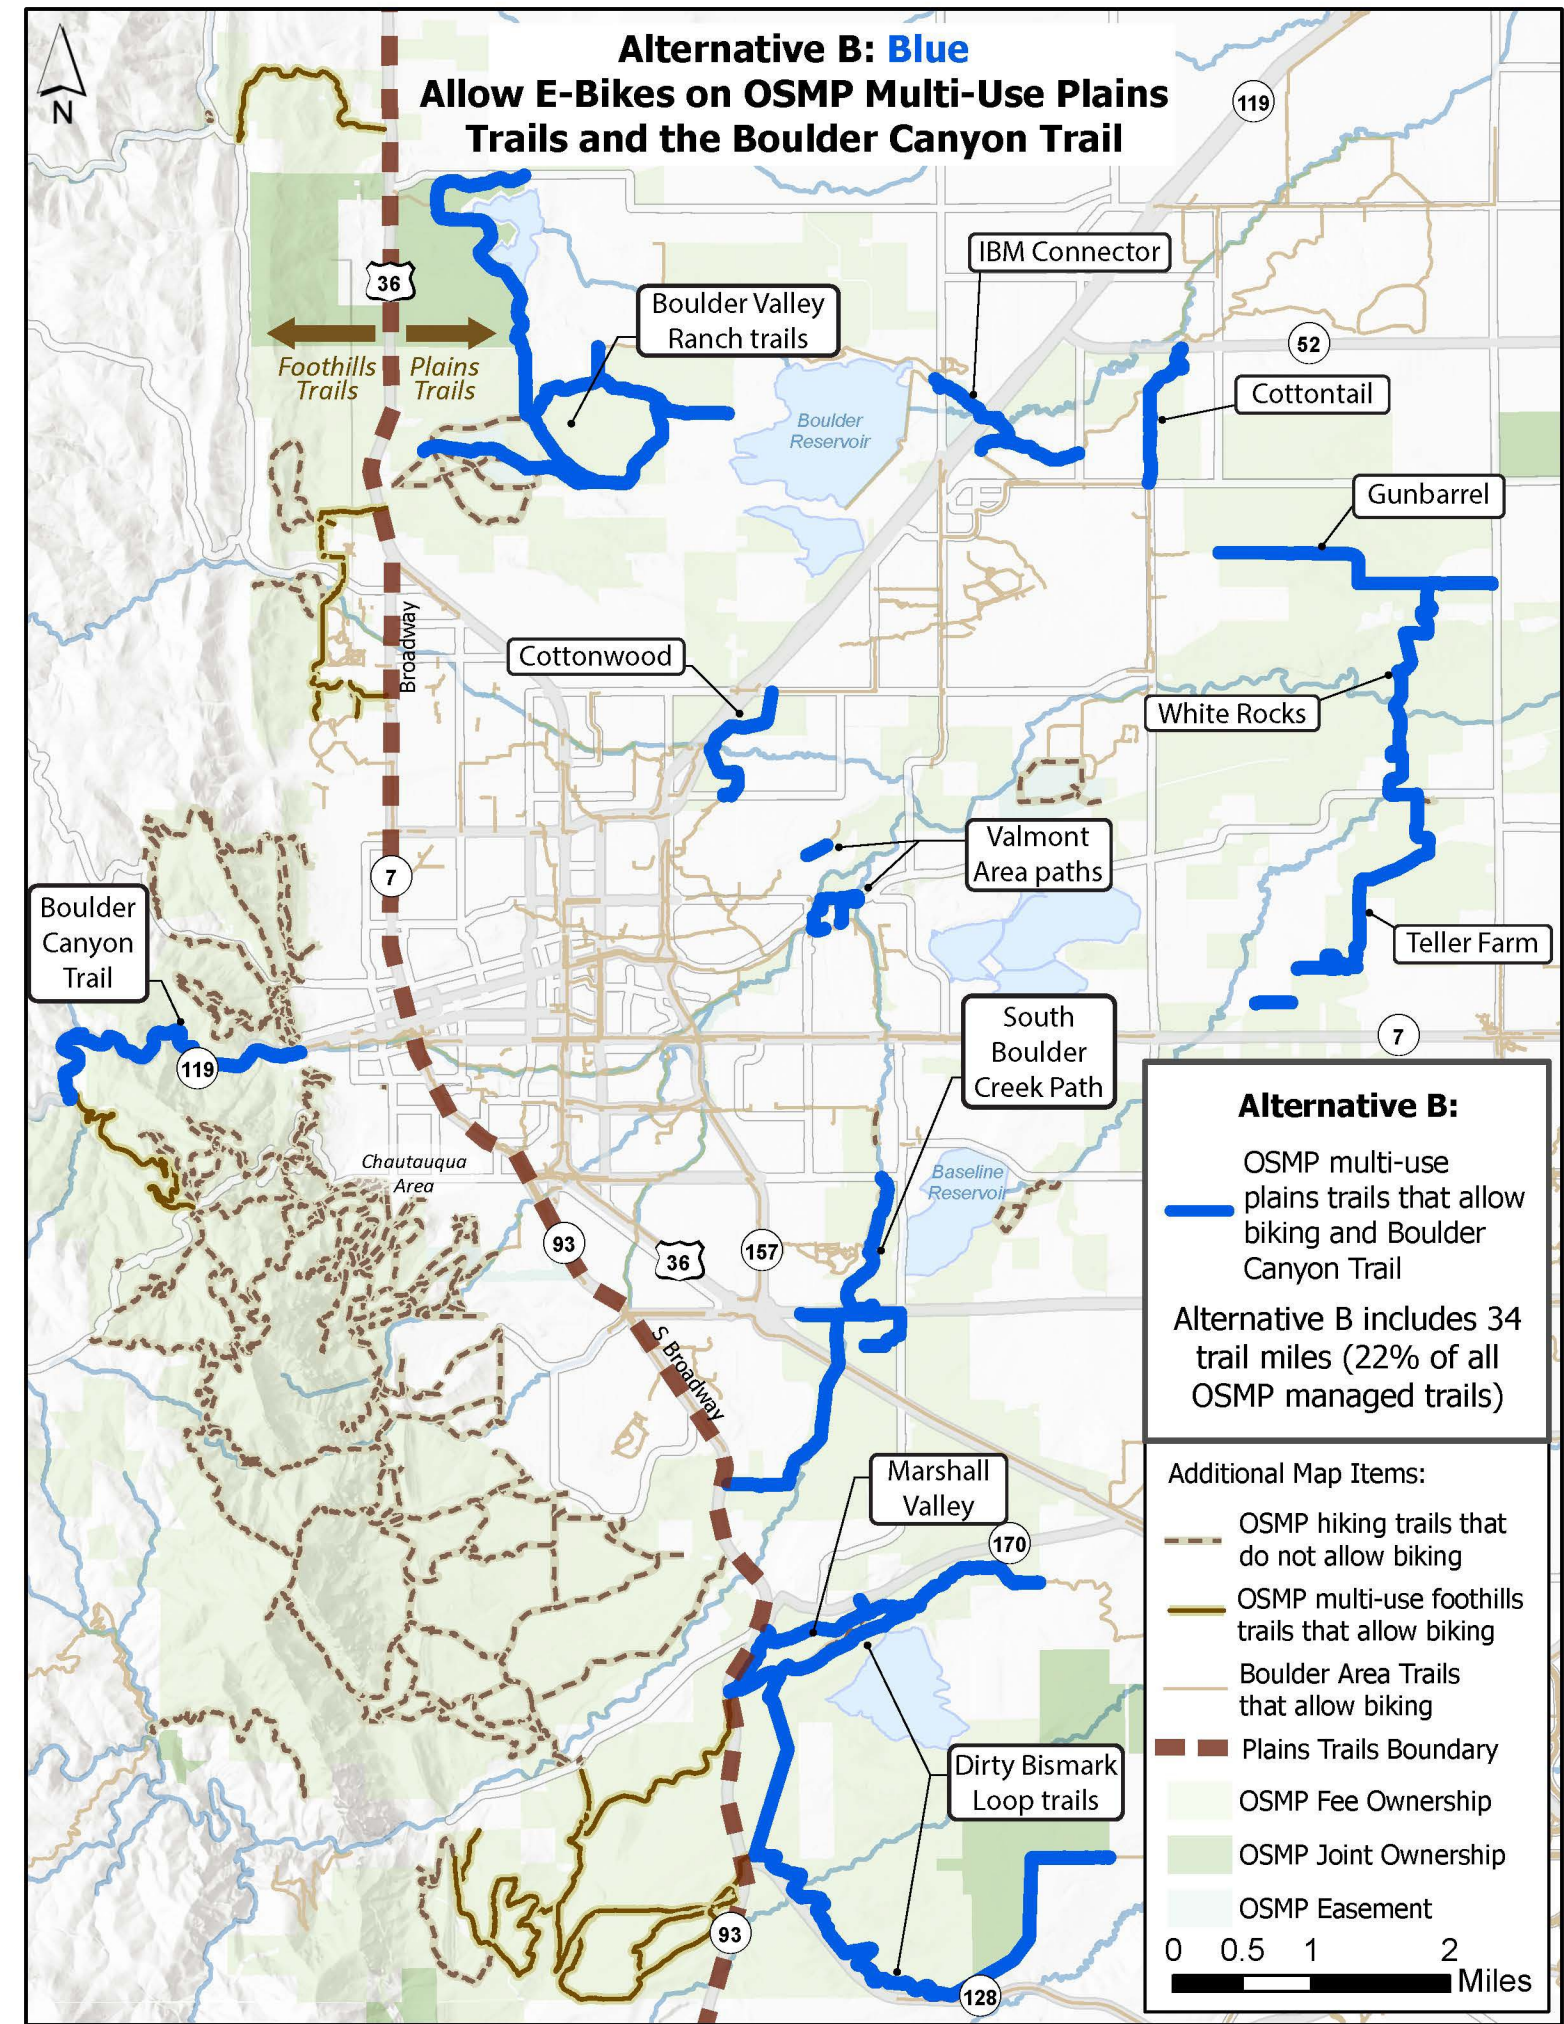 Alternative B: Blue
Allow E-Bikes on OSMP Multi-Use Plains
Trails and the Boulder Canyon Trail
N
119
IBM Connector
36
Boulder Valley
Ranch trails
52
Foothills
Trails
Plains
Trails
Cottontail
Boulder
Reservoir
Gunbarrel
Broadway
Cottonwood
White Rocks
Valmont
Area paths
7
Boulder
Canyon
Trail
Teller Farm
South
Boulder
Creek Path
7
119
Chautauqua
Area
Baseline
Reservoir
93
36
157
S Broadway
Marshall
Valley
170
Dirty Bismark
Loop trails
93
128
Alternative B:
OSMP multi-use
plains trails that allow
biking and Boulder
Canyon Trail
Alternative B includes 34
trail miles (22% of all
OSMP managed trails)
Additional Map Items:
OSMP hiking trails that
do not allow biking
OSMP multi-use foothills
trails that allow biking
Boulder Area Trails
that allow biking
Plains Trails Boundary
OSMP Fee Ownership
OSMP Joint Ownership
OSMP Easement
0 0.5 1 2
Miles